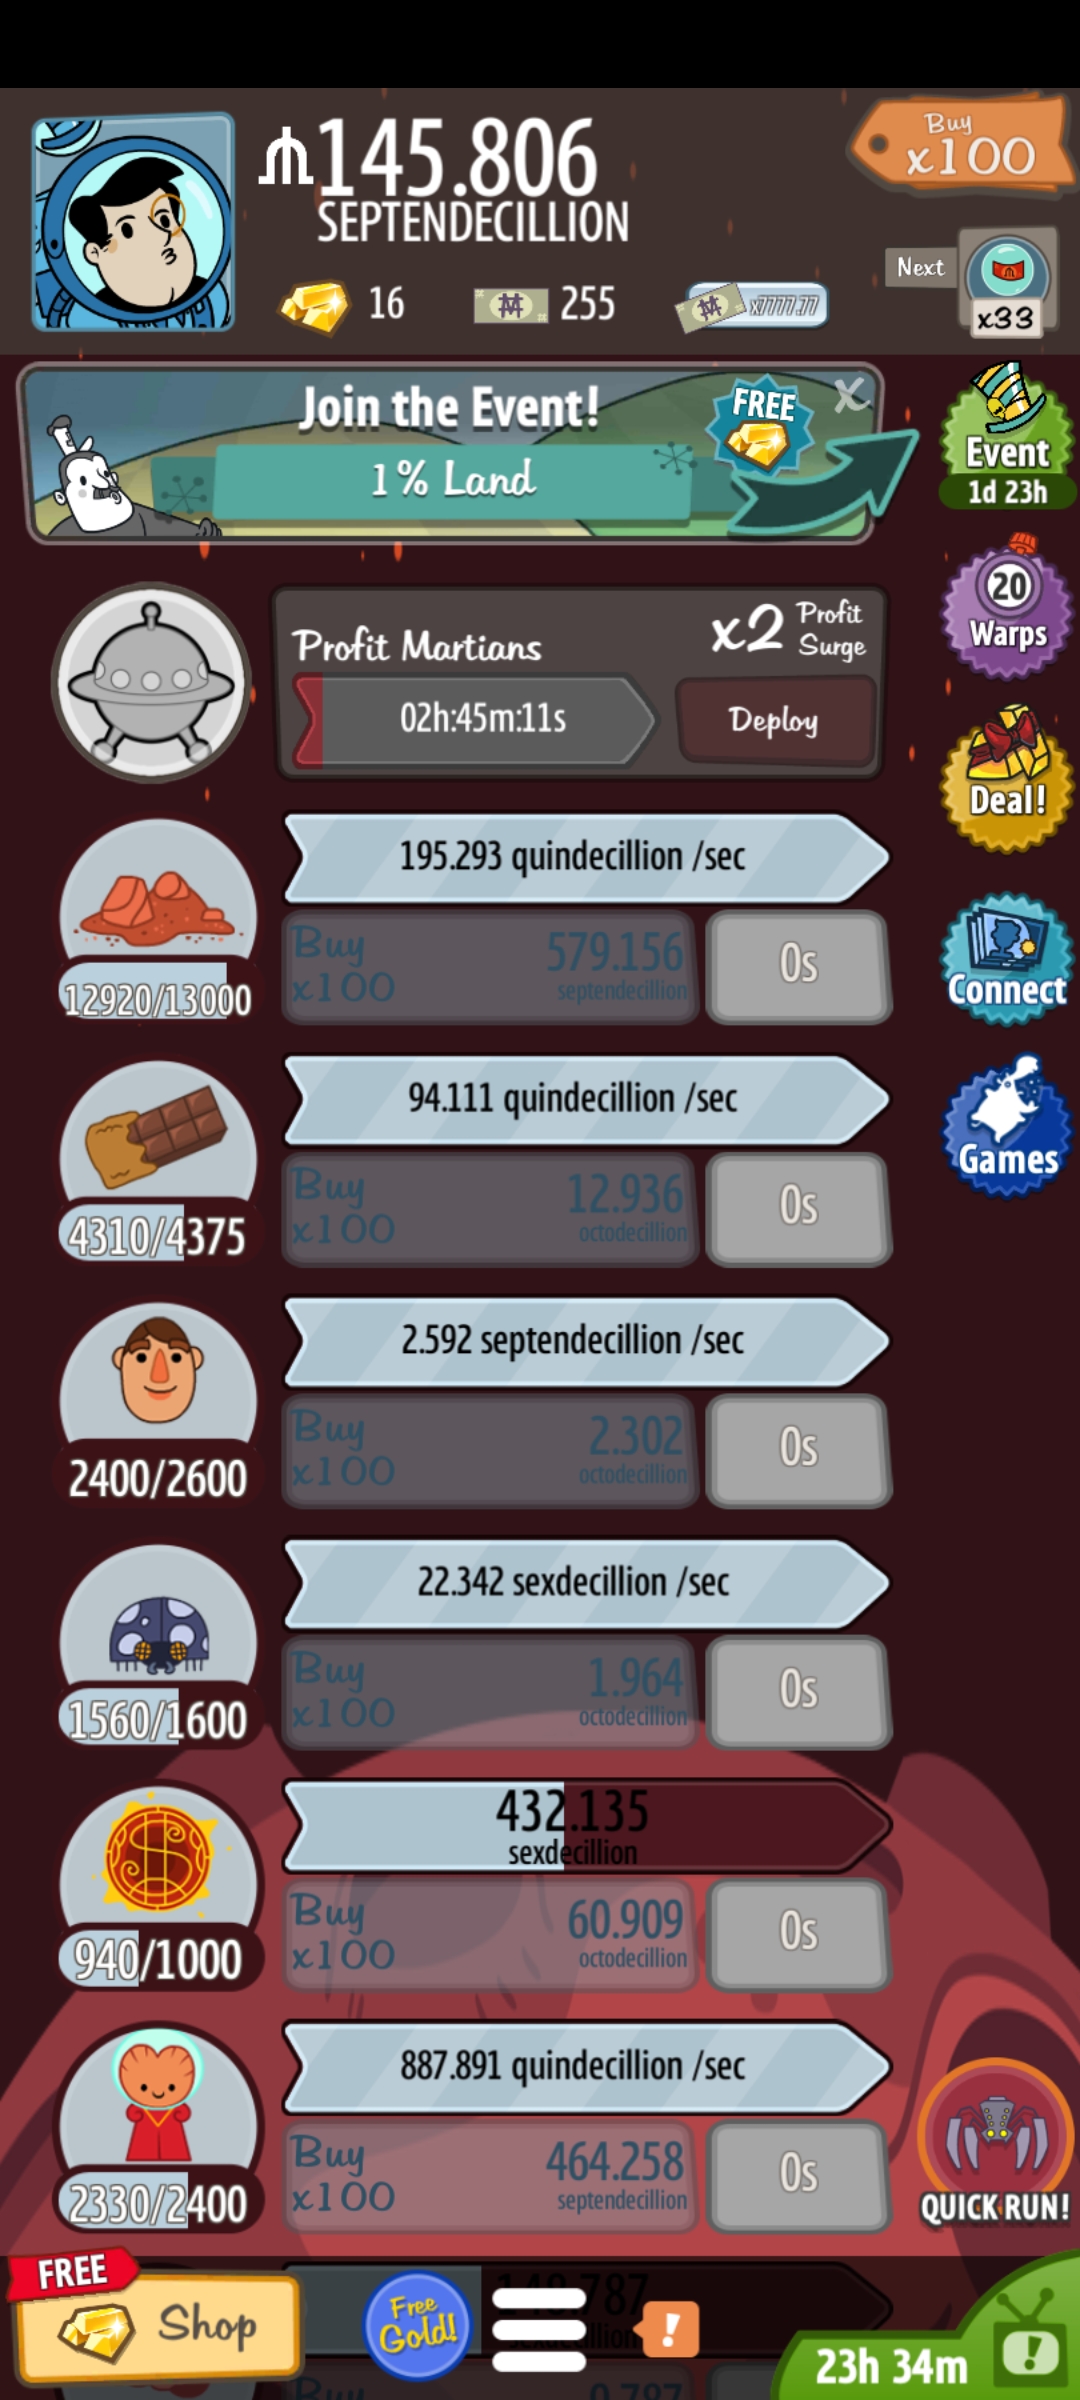 145.806
SEPTENDECILLION
Buy
x100
16
255
x7777.77
Next
x33
Join the Event!
FREE
X
1% Land
Event
1d 23h
Profit Martians
x2 Profit
Surge
02h:45m:11s
Deploy
20
Warps
Deal!
195.293 quindecillion /sec
12920/13000
Buy
x100
579.156
septendecillion
0s
Connect
94.111 quindecillion /sec
4310/4375
Buy
x100
12.936
octodecillion
0s
Games
2.592 septendecillion /sec
2400/2600
Buy
x100
2.302
octodecillion
0s
22.342 sexdecillion /sec
1560/1600
Buy
x100
1.964
octodecillion
0s
432.135
sexdecillion
940/1000
Buy
x100
60.909
octodecillion
0s
887.891 quindecillion /sec
2330/2400
Buy
x100
464.258
septendecillion
0s
QUICK RUN!
FREE
Shop
Free
Gold!
!
23h 34m
!
Buy